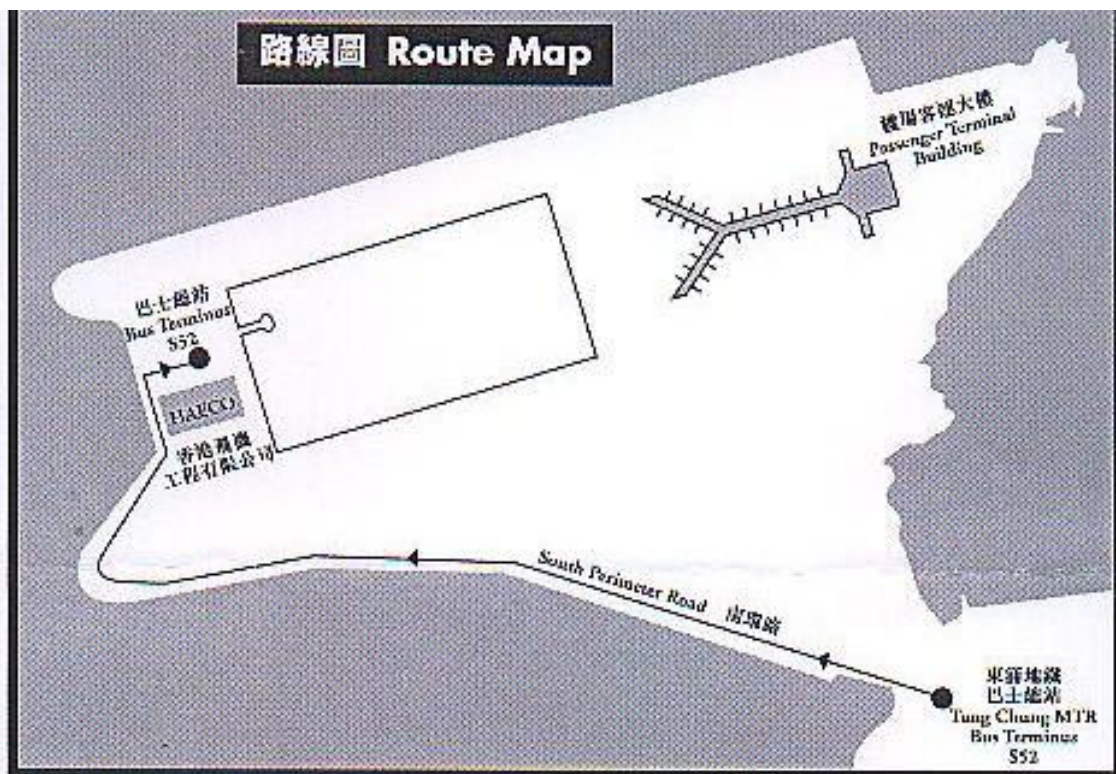 路線圖 Route Map
機場客運大樓
Passenger Terminal
Building
巴士總站
Bus Terminus
S52
HAECO
香港飛機
工程有限公司
South Perimeter Road 南環路
東涌地鐵
巴士總站
Tung Chung MTR
Bus Terminus
S52